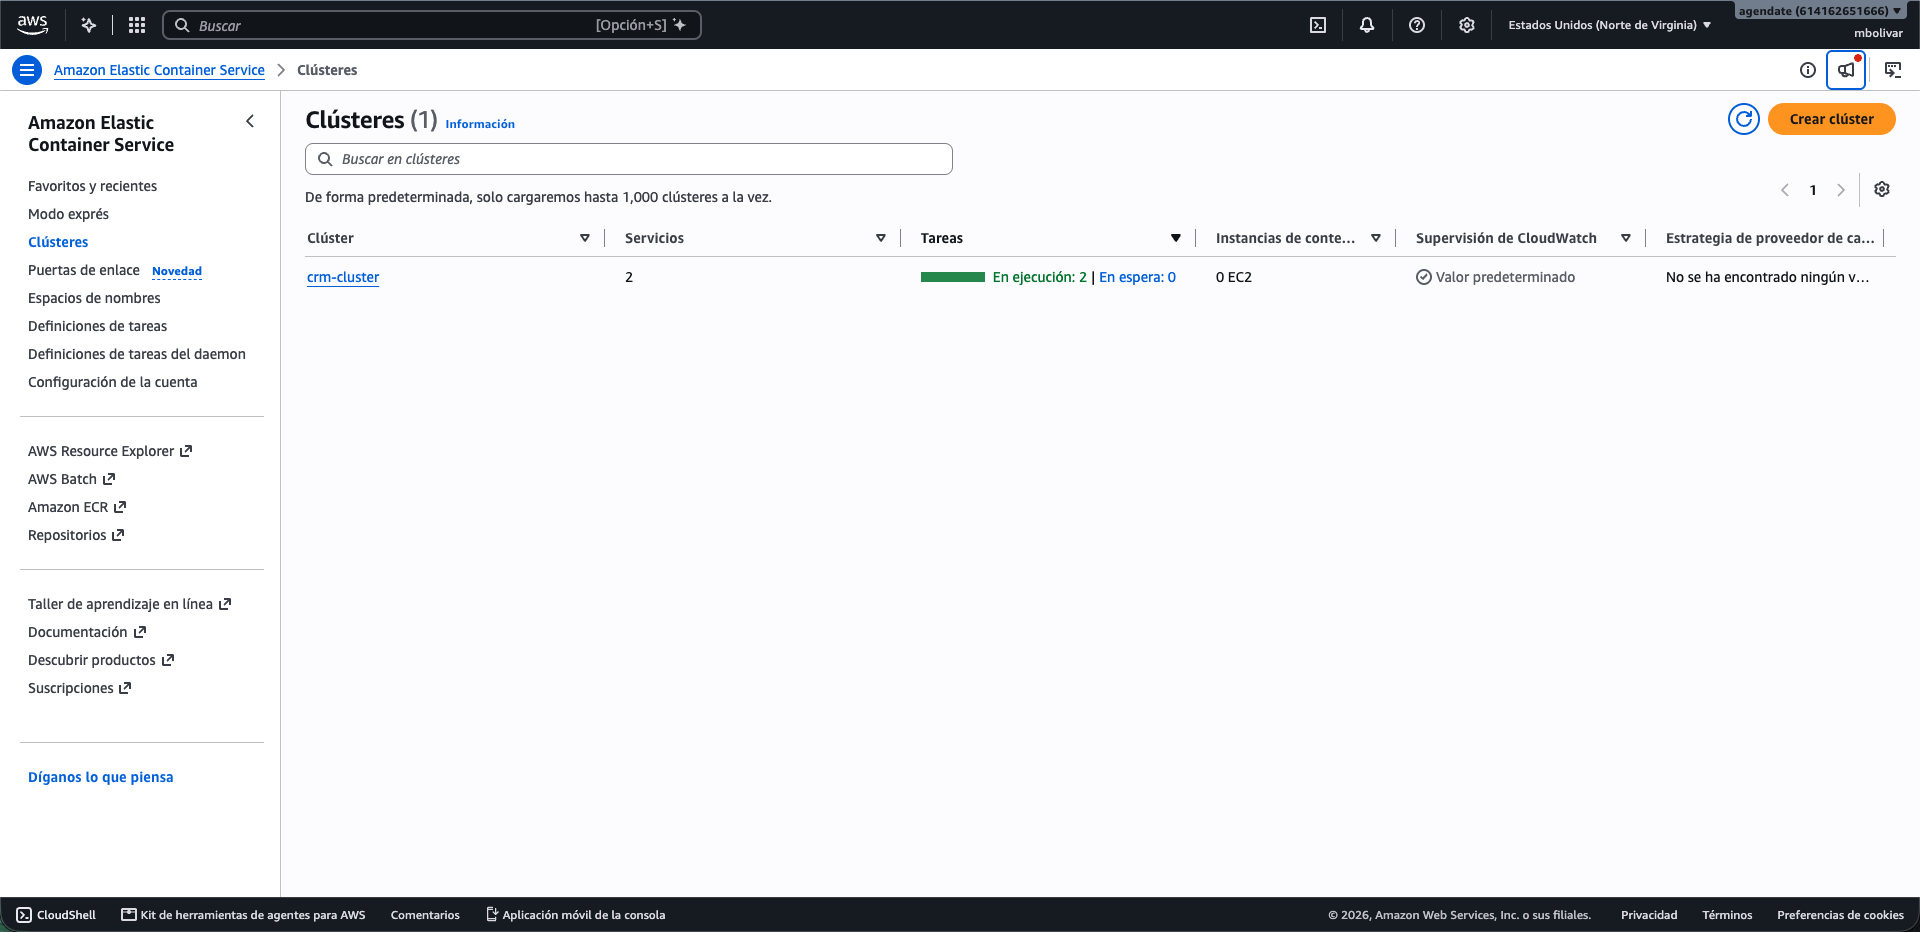 aws
Buscar
[Opción+S]
Estados Unidos (Norte de Virginia)
agendate (614162651666)
mbolivar
Amazon Elastic Container Service
Clústeres
Amazon Elastic
Container Service
Favoritos y recientes
Modo exprés
Clústeres
Puertas de enlace Novedad
Espacios de nombres
Definiciones de tareas
Definiciones de tareas del daemon
Configuración de la cuenta
AWS Resource Explorer
AWS Batch
Amazon ECR
Repositorios
Taller de aprendizaje en línea
Documentación
Descubrir productos
Suscripciones
Díganos lo que piensa
Clústeres (1) Información
Crear clúster
Buscar en clústeres
De forma predeterminada, solo cargaremos hasta 1,000 clústeres a la vez.
1
Clúster Servicios Tareas Instancias de conte... Supervisión de CloudWatch Estrategia de proveedor de ca...
crm-cluster 2 En ejecución: 2 | En espera: 0 0 EC2 Valor predeterminado No se ha encontrado ningún v...
CloudShell Kit de herramientas de agentes para AWS Comentarios Aplicación móvil de la consola © 2026, Amazon Web Services, Inc. o sus filiales. Privacidad Términos Preferencias de cookies